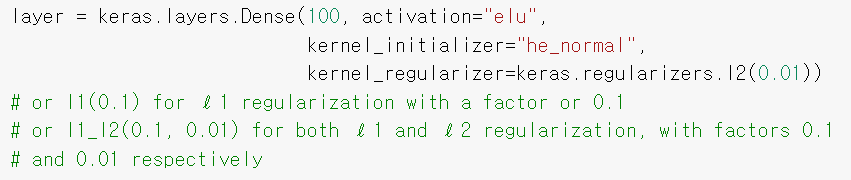 layer = keras.layers.Dense(100, activation="elu",
kernel_initializer="he_normal",
kernel_regularizer=keras.regularizers.l2(0.01))
# or l1(0.1) for ℓ1 regularization with a factor or 0.1
# or l1_l2(0.1, 0.01) for both ℓ1 and ℓ2 regularization, with factors 0.1
# and 0.01 respectively